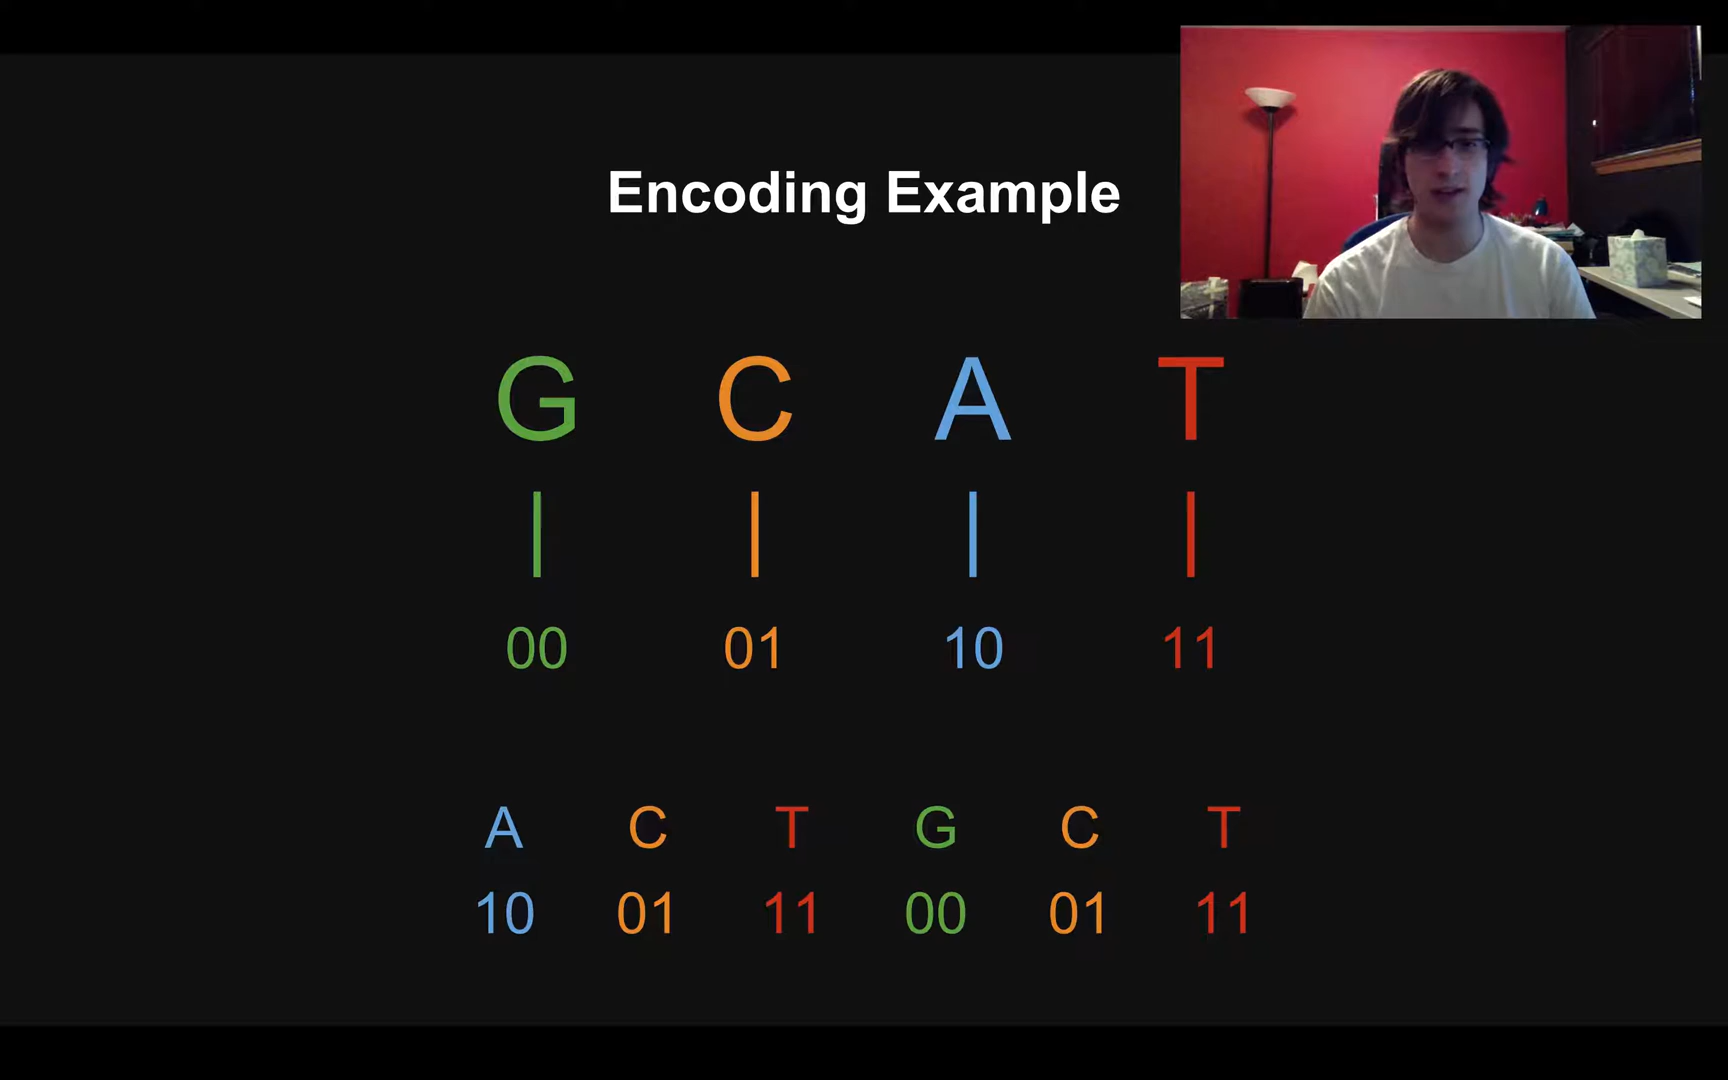 Encoding Example
G C A T
| | | |
00 01 10 11
A C T G C T
10 01 11 00 01 11